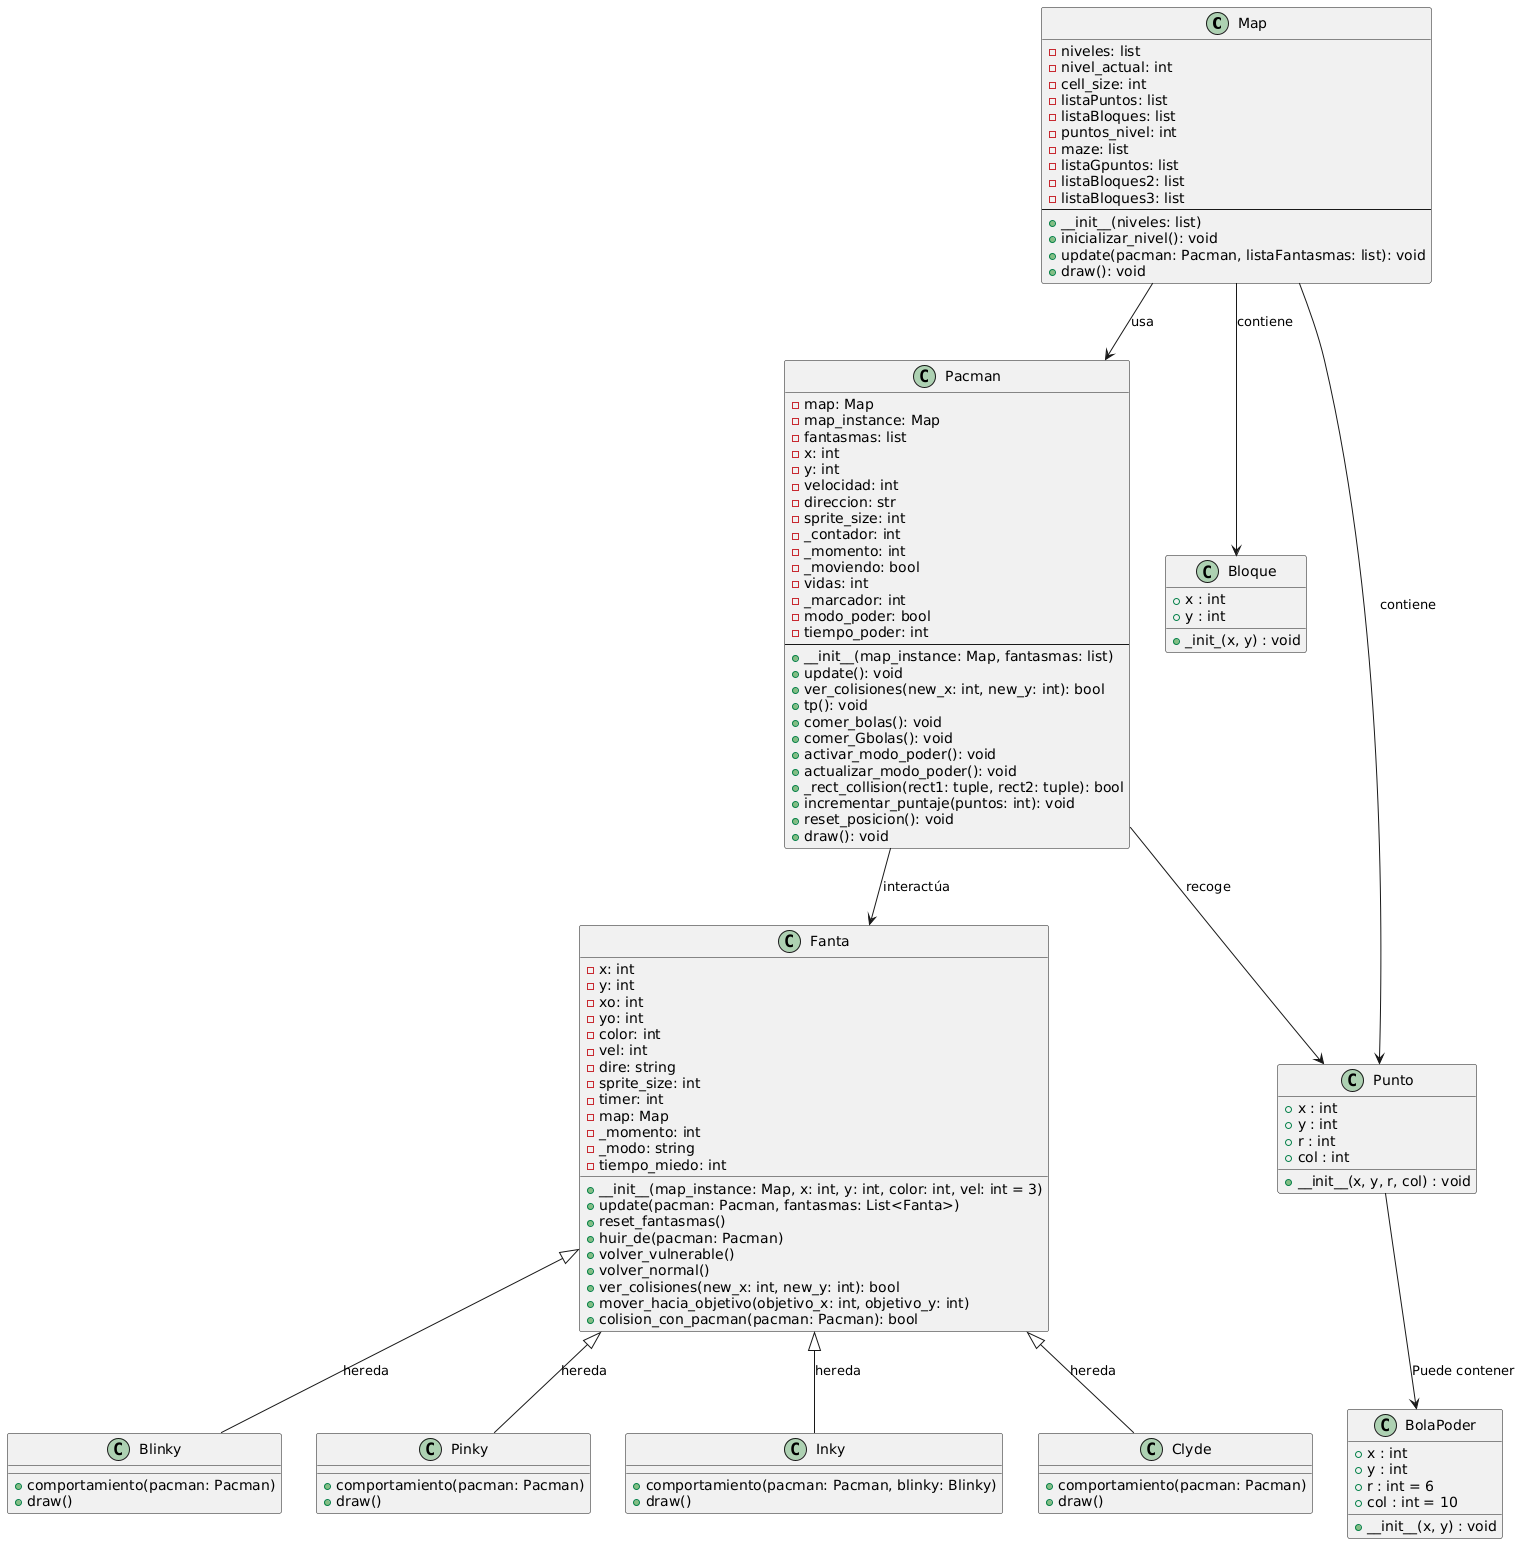 C Map
niveles: list
nivel_actual: int
cell_size: int
listaPuntos: list
listaBloques: list
puntos_nivel: int
maze: list
listaGpuntos: list
listaBloques2: list
listaBloques3: list
__init__(niveles: list)
inicializar_nivel(): void
update(pacman: Pacman, listaFantasmas: list): void
draw(): void
usa
contiene
contiene
C Pacman
map: Map
map_instance: Map
fantasmas: list
x: int
y: int
velocidad: int
direccion: str
sprite_size: int
_contador: int
_momento: int
_moviendo: bool
vidas: int
_marcador: int
modo_poder: bool
tiempo_poder: int
__init__(map_instance: Map, fantasmas: list)
update(): void
ver_colisiones(new_x: int, new_y: int): bool
tp(): void
comer_bolas(): void
comer_Gbolas(): void
activar_modo_poder(): void
actualizar_modo_poder(): void
_rect_collision(rect1: tuple, rect2: tuple): bool
incrementar_puntaje(puntos: int): void
reset_posicion(): void
draw(): void
C Bloque
x : int
y : int
_init_(x, y) : void
interactúa
recoge
C Fanta
x: int
y: int
xo: int
yo: int
color: int
vel: int
dire: string
sprite_size: int
timer: int
map: Map
_momento: int
_modo: string
tiempo_miedo: int
__init__(map_instance: Map, x: int, y: int, color: int, vel: int = 3)
update(pacman: Pacman, fantasmas: List<Fanta>)
reset_fantasmas()
huir_de(pacman: Pacman)
volver_vulnerable()
volver_normal()
ver_colisiones(new_x: int, new_y: int): bool
mover_hacia_objetivo(objetivo_x: int, objetivo_y: int)
colision_con_pacman(pacman: Pacman): bool
C Punto
x : int
y : int
r : int
col : int
__init__(x, y, r, col) : void
hereda
hereda
hereda
hereda
Puede contener
C Blinky
comportamiento(pacman: Pacman)
draw()
C Pinky
comportamiento(pacman: Pacman)
draw()
C Inky
comportamiento(pacman: Pacman, blinky: Blinky)
draw()
C Clyde
comportamiento(pacman: Pacman)
draw()
C BolaPoder
x : int
y : int
r : int = 6
col : int = 10
__init__(x, y) : void